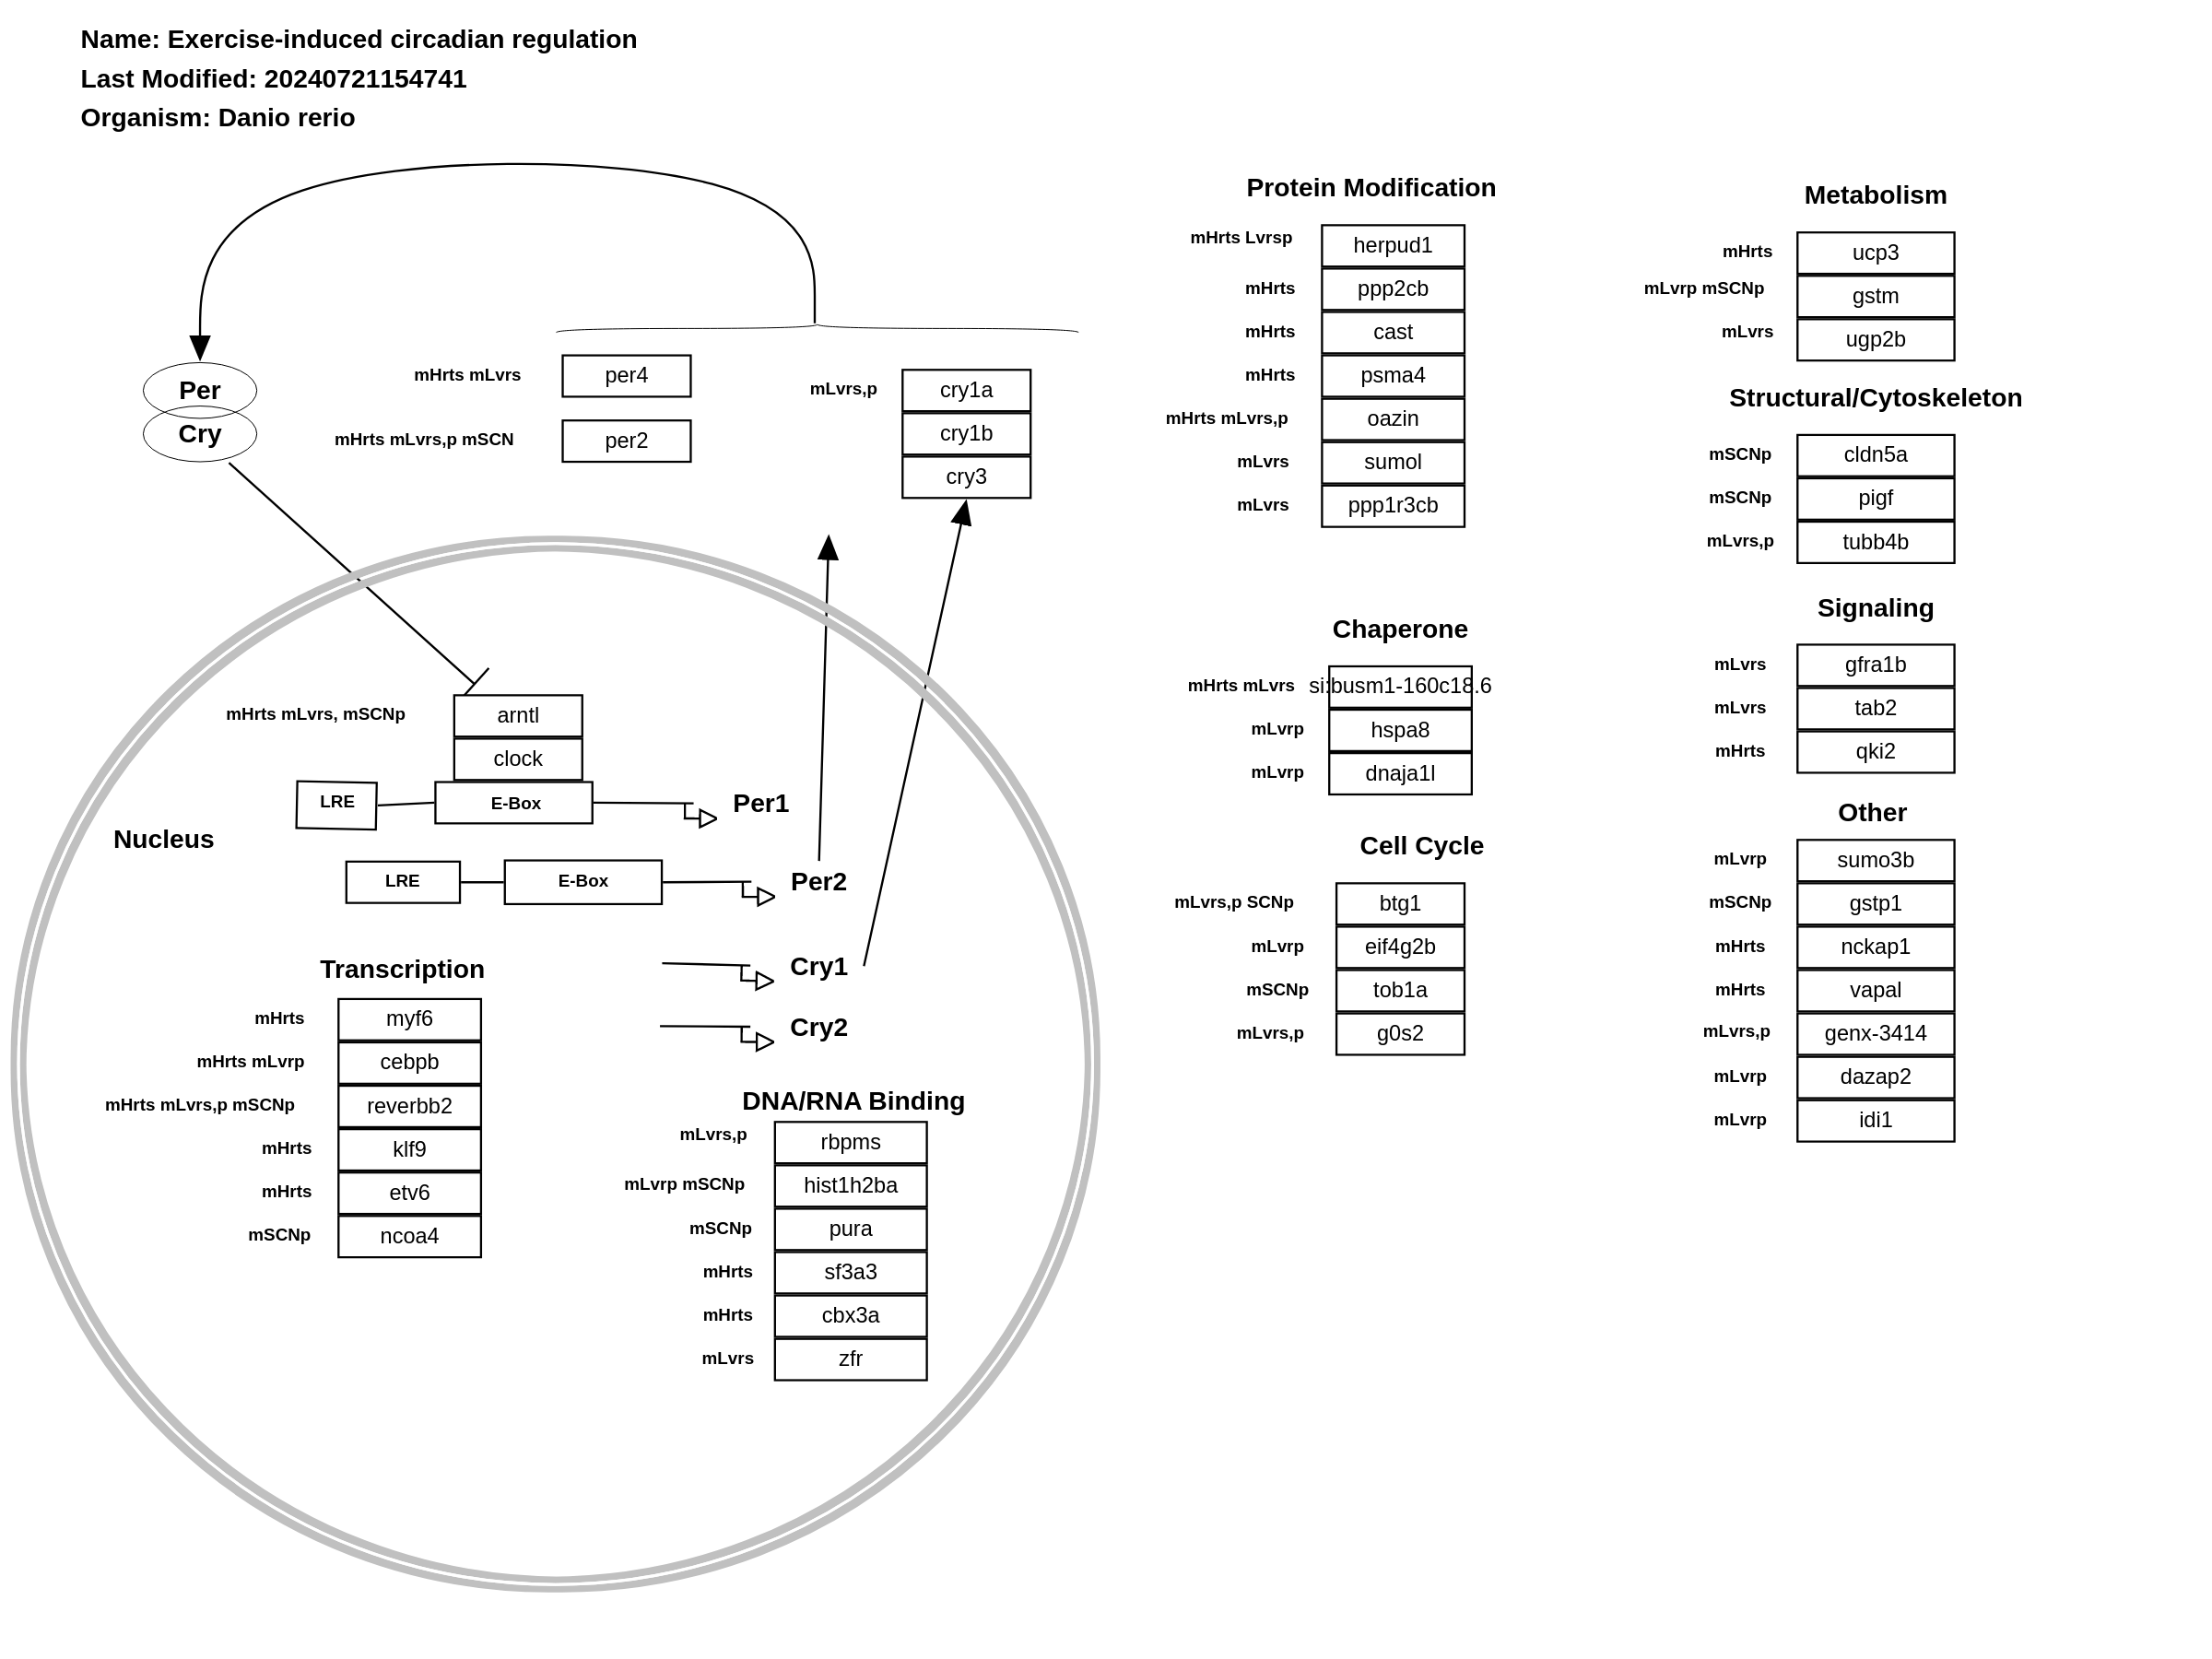 Name: Exercise-induced circadian regulation
Last Modified: 20240721154741
Organism: Danio rerio
Per
Cry
mHrts mLvrs
per4
mHrts mLvrs,p mSCN
per2
mLvrs,p
cry1a
cry1b
cry3
mHrts mLvrs, mSCNp
arntl
clock
LRE
E-Box
Per1
Nucleus
LRE
E-Box
Per2
Cry1
Cry2
Transcription
mHrts
myf6
mHrts mLvrp
cebpb
mHrts mLvrs,p mSCNp
reverbb2
mHrts
klf9
mHrts
etv6
mSCNp
ncoa4
DNA/RNA Binding
mLvrs,p
rbpms
mLvrp mSCNp
hist1h2ba
mSCNp
pura
mHrts
sf3a3
mHrts
cbx3a
mLvrs
zfr
Protein Modification
mHrts Lvrsp
herpud1
mHrts
ppp2cb
mHrts
cast
mHrts
psma4
mHrts mLvrs,p
oazin
mLvrs
sumol
mLvrs
ppp1r3cb
Chaperone
mHrts mLvrs
si:busm1-160c18.6
mLvrp
hspa8
mLvrp
dnaja1l
Cell Cycle
mLvrs,p SCNp
btg1
mLvrp
eif4g2b
mSCNp
tob1a
mLvrs,p
g0s2
Metabolism
mHrts
ucp3
mLvrp mSCNp
gstm
mLvrs
ugp2b
Structural/Cytoskeleton
mSCNp
cldn5a
mSCNp
pigf
mLvrs,p
tubb4b
Signaling
mLvrs
gfra1b
mLvrs
tab2
mHrts
qki2
Other
mLvrp
sumo3b
mSCNp
gstp1
mHrts
nckap1
mHrts
vapal
mLvrs,p
genx-3414
mLvrp
dazap2
mLvrp
idi1